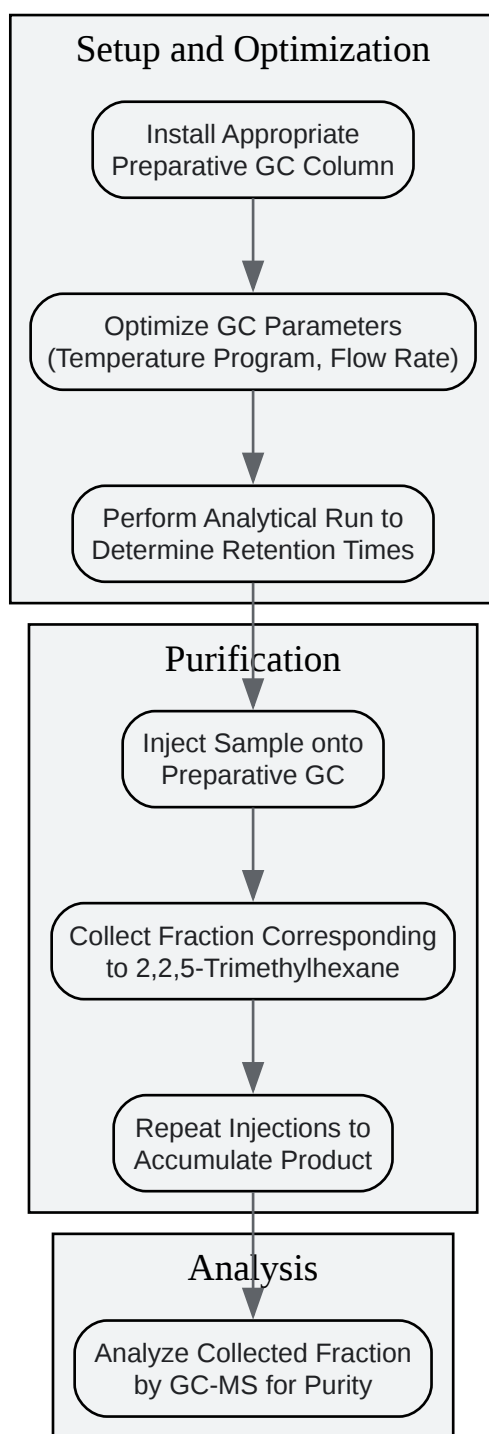 Setup and Optimization
Install Appropriate
Preparative GC Column
Optimize GC Parameters
(Temperature Program, Flow Rate)
Perform Analytical Run to
Determine Retention Times
Purification
Inject Sample onto
Preparative GC
Collect Fraction Corresponding
to 2,2,5-Trimethylhexane
Repeat Injections to
Accumulate Product
Analysis
Analyze Collected Fraction
by GC-MS for Purity